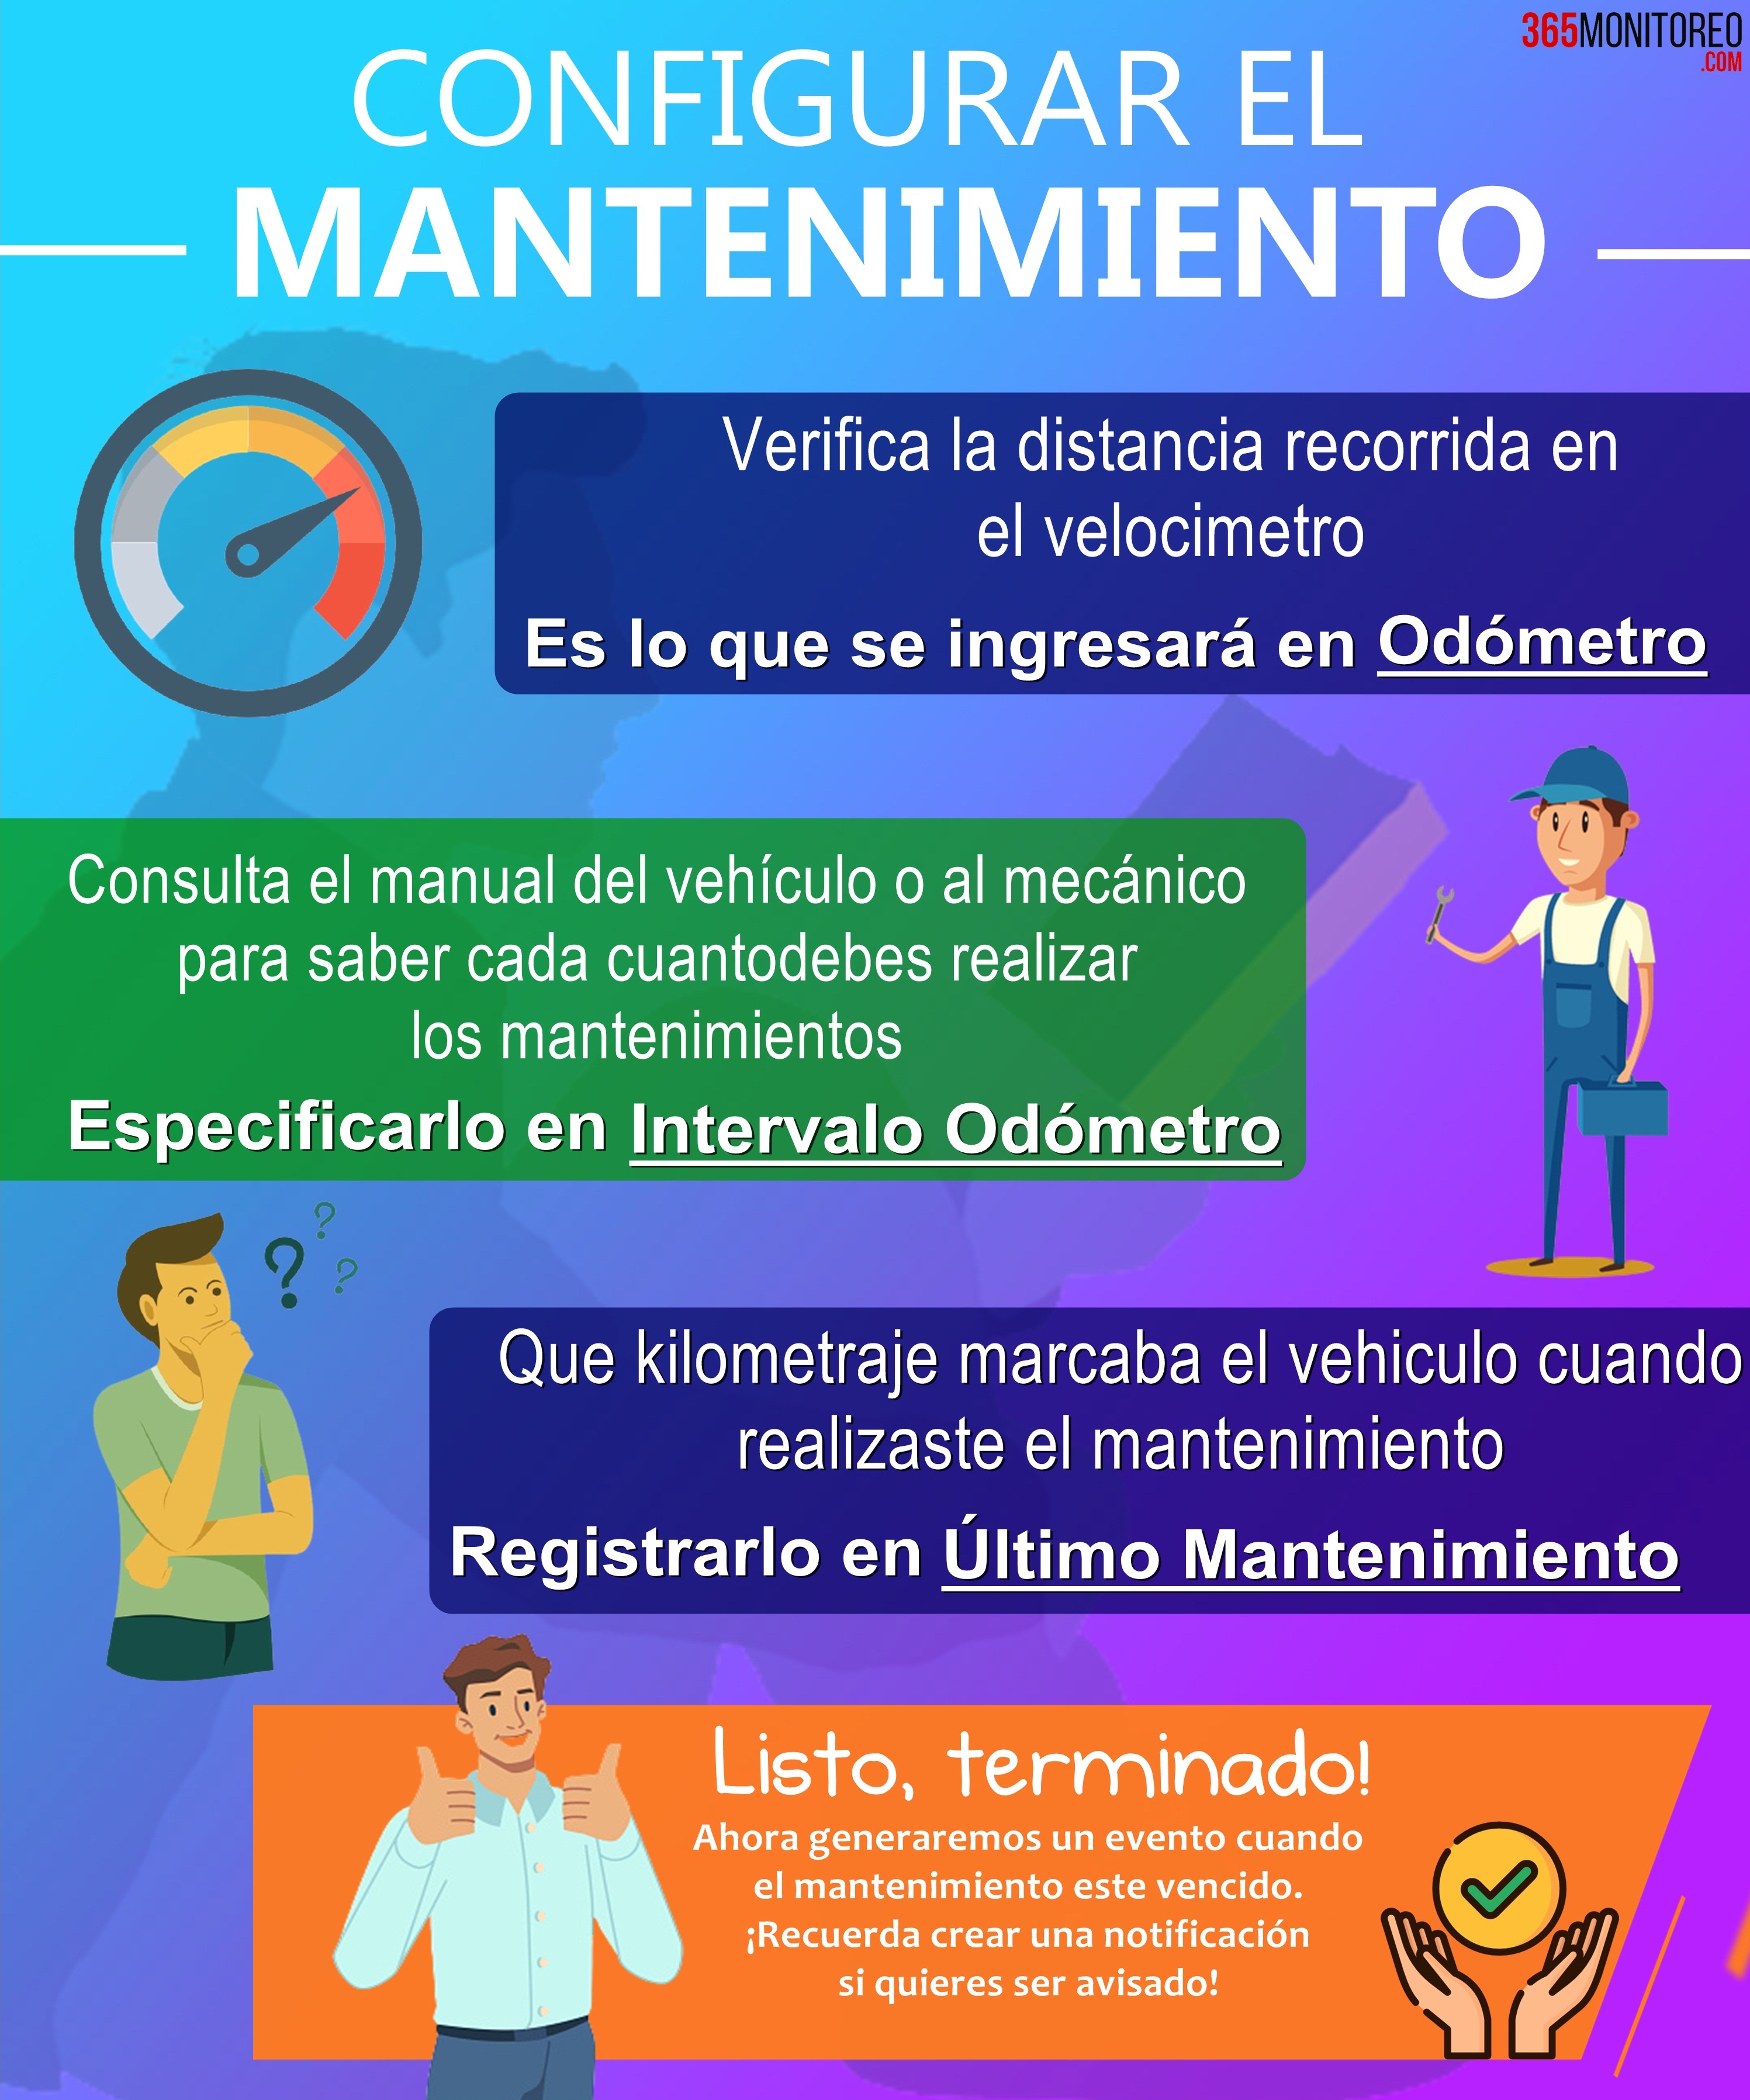 365MONITOREO
.COM
CONFIGURAR EL
MANTENIMIENTO
Verifica la distancia recorrida en
el velocimetro
Es lo que se ingresará en Odómetro
Consulta el manual del vehículo o al mecánico
para saber cada cuantodebes realizar
los mantenimientos
Especificarlo en Intervalo Odómetro
? ? ?
Que kilometraje marcaba el vehiculo cuando
realizaste el mantenimiento
Registrarlo en Último Mantenimiento
Listo, terminado!
Ahora generaremos un evento cuando
el mantenimiento este vencido.
¡Recuerda crear una notificación
si quieres ser avisado!